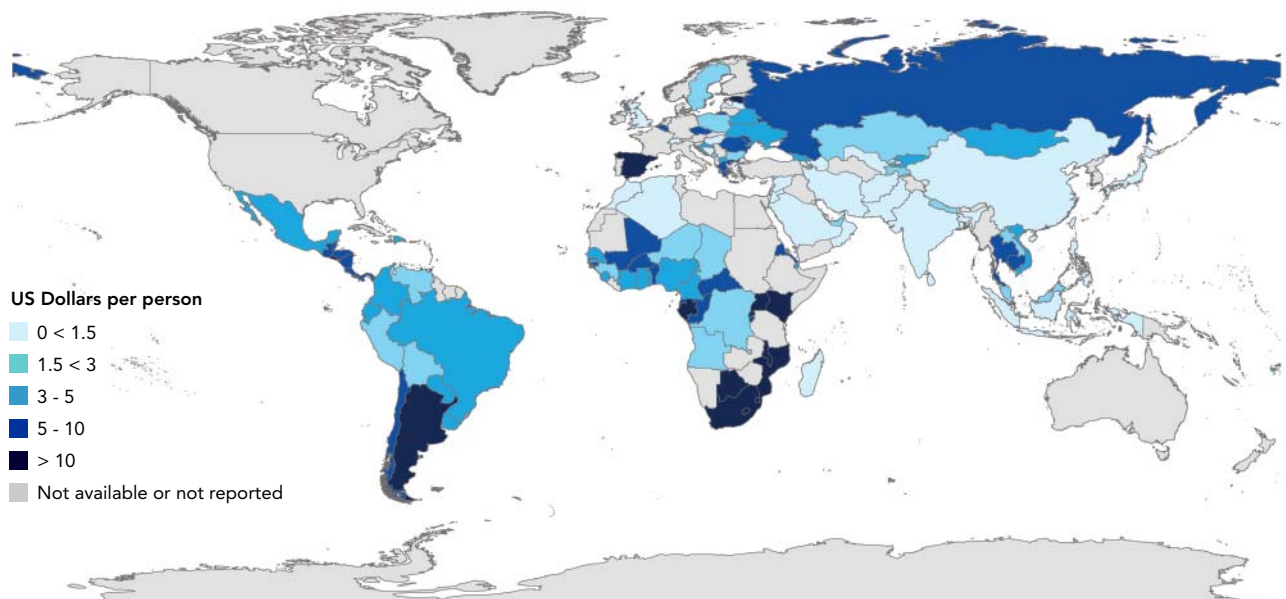 US Dollars per person
0 < 1.5
1.5 < 3
3 - 5
5 - 10
> 10
Not available or not reported